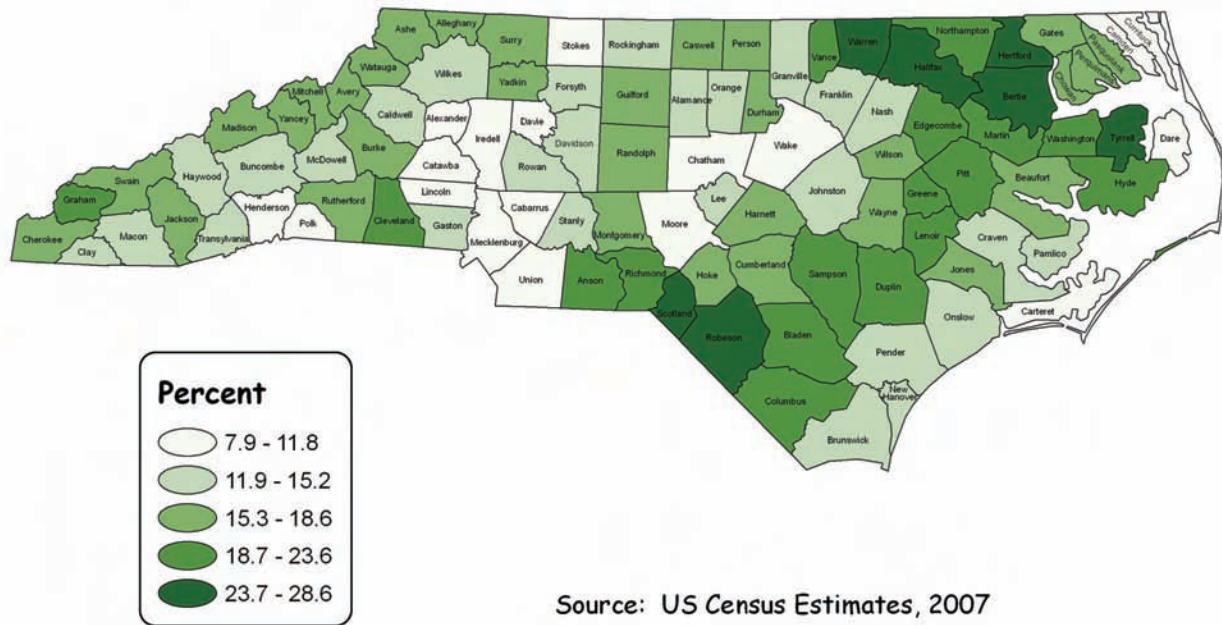 Ashe
Alleghany
Surry
Stokes
Rockingham
Caswell
Person
Vance
Warren
Northampton
Hertford
Gates
Currituck
Camden
Pasquotank
Perquimans
Chowan
Watauga
Wilkes
Yadkin
Forsyth
Guilford
Alamance
Orange
Durham
Granville
Franklin
Halifax
Bertie
Mitchell
Avery
Caldwell
Alexander
Iredell
Davie
Davidson
Randolph
Chatham
Wake
Nash
Edgecombe
Martin
Washington
Tyrrell
Dare
Madison
Yancey
Burke
McDowell
Buncombe
Haywood
Catawba
Rowan
Lincoln
Wilson
Pitt
Beaufort
Hyde
Swain
Graham
Jackson
Henderson
Rutherford
Polk
Cleveland
Gaston
Cabarrus
Stanly
Montgomery
Moore
Lee
Harnett
Johnston
Wayne
Greene
Lenoir
Craven
Pamlico
Cherokee
Clay
Macon
Transylvania
Mecklenburg
Union
Anson
Richmond
Hoke
Cumberland
Sampson
Duplin
Jones
Carteret
Scotland
Robeson
Bladen
Onslow
Pender
New
Hanover
Columbus
Brunswick
Percent
7.9 - 11.8
11.9 - 15.2
15.3 - 18.6
18.7 - 23.6
23.7 - 28.6
Source: US Census Estimates, 2007